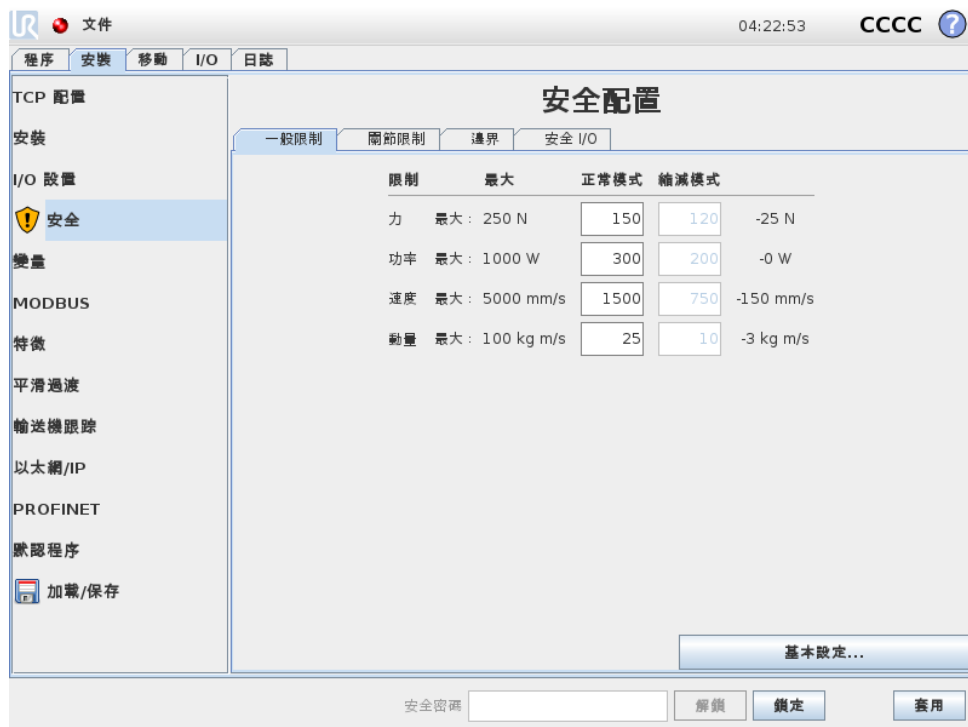 UR 文件 04:22:53 CCCC ?
程序 安裝 移動 I/O 日誌
TCP 配置
安裝
I/O 設置
安全
變量
MODBUS
特徵
平滑過渡
輸送機跟踪
以太網/IP
PROFINET
默認程序
加載/保存
安全配置
一般限制 關節限制 邊界 安全 I/O
限制 最大 正常模式 縮減模式
力 最大： 250 N 150 120 -25 N
功率 最大： 1000 W 300 200 -0 W
速度 最大： 5000 mm/s 1500 750 -150 mm/s
動量 最大： 100 kg m/s 25 10 -3 kg m/s
基本設定...
安全密碼 解鎖 鎖定 套用